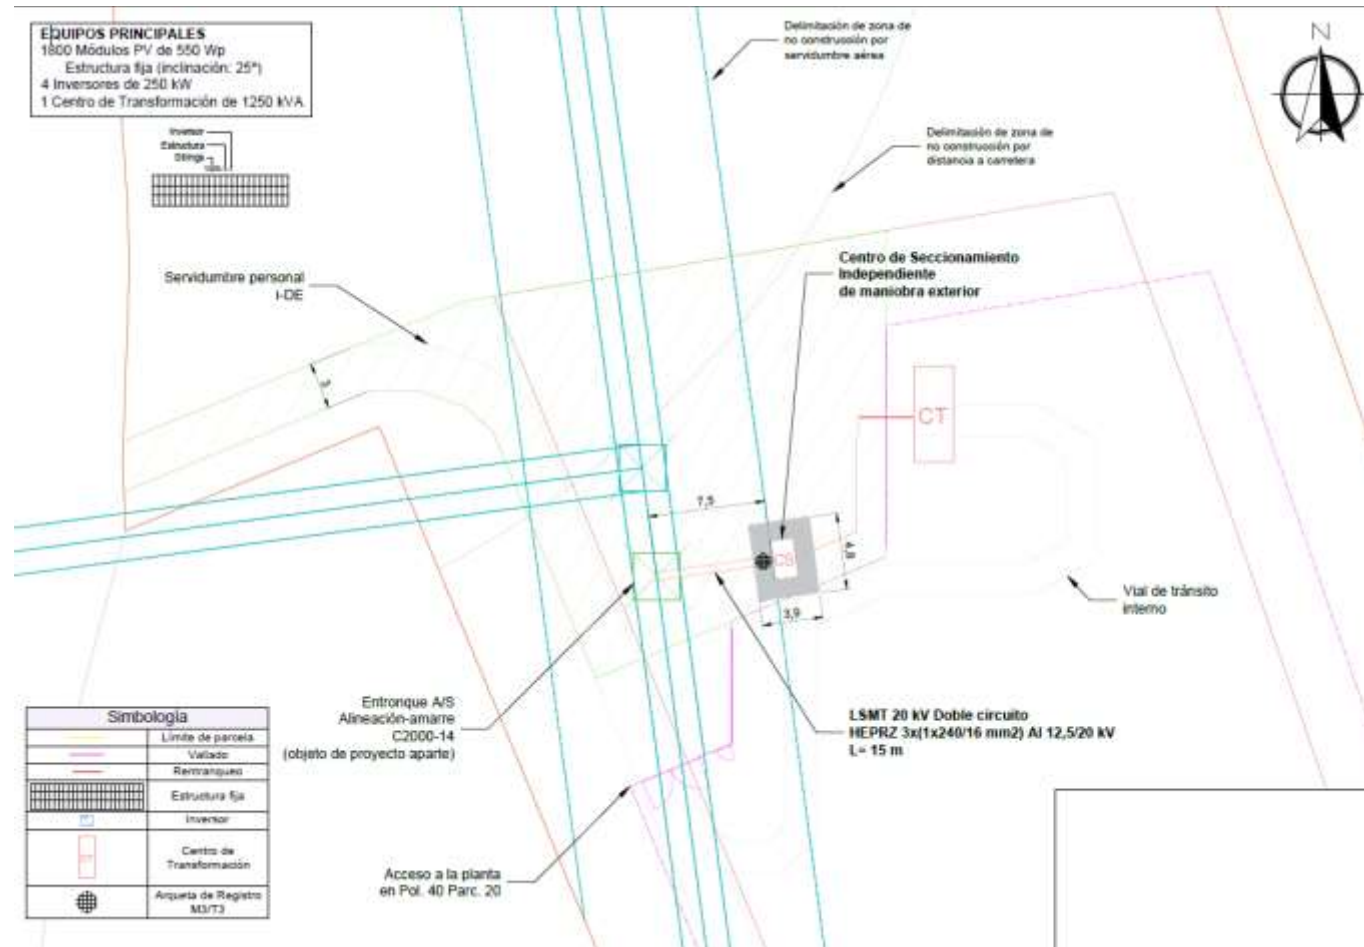 EQUIPOS PRINCIPALES
1800 Módulos PV de 550 Wp
Estructura fija (inclinación: 25º)
4 Inversores de 250 kW
1 Centro de Transformación de 1250 kVA
Inversor
Estructura
Strings
Delimitación de zona de
no construcción por
servidumbre aérea
N
Delimitación de zona de
no construcción por
distancia a carretera
Servidumbre personal
i-DE
Centro de Seccionamiento
Independiente
de maniobra exterior
3
CT
7,5
CS
4,8
3,9
Vial de tránsito
interno
Entronque A/S
Alineación-amarre
C2000-14
(objeto de proyecto aparte)
LSMT 20 kV Doble circuito
HEPRZ 3x(1x240/16 mm2) Al 12,5/20 kV
L= 15 m
Acceso a la planta
en Pol. 40 Parc. 20
Simbología
Límite de parcela
Vallado
Rentranqueo
Estructura fija
Inversor
CT
Centro de
Transformación
Arqueta de Registro
M3/T3